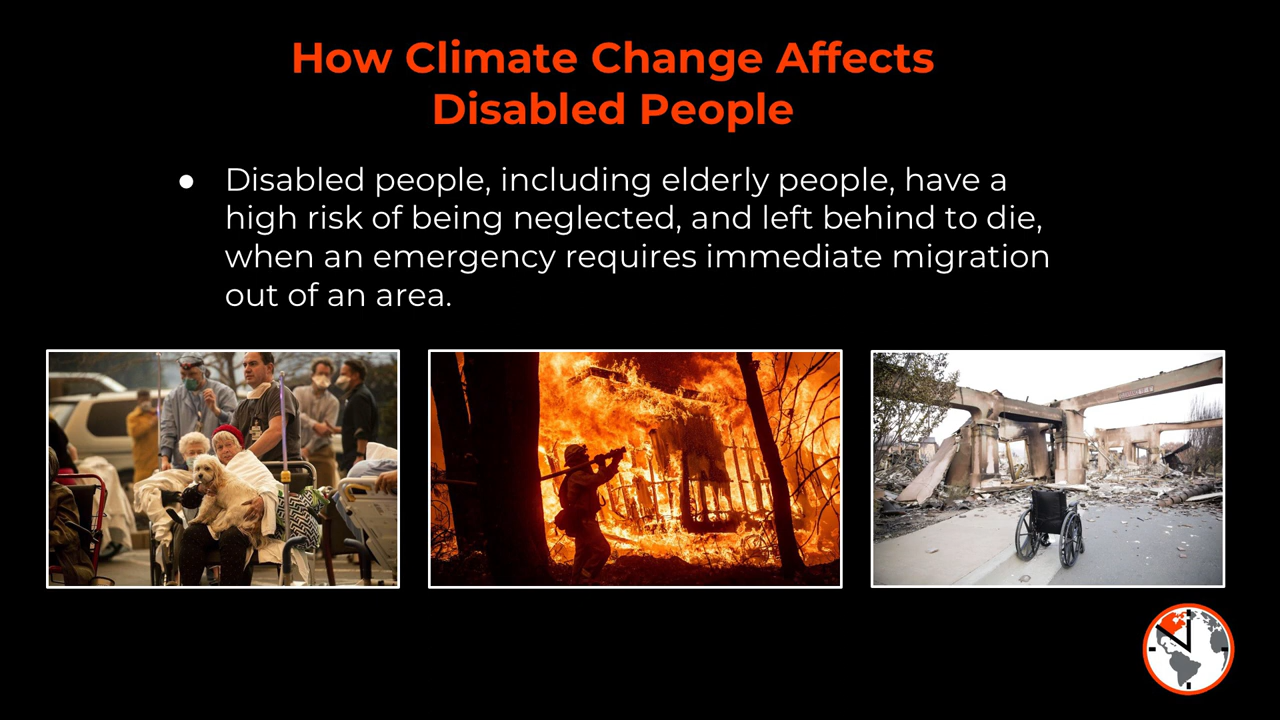 How Climate Change Affects
Disabled People
● Disabled people, including elderly people, have a
high risk of being neglected, and left behind to die,
when an emergency requires immediate migration
out of an area.